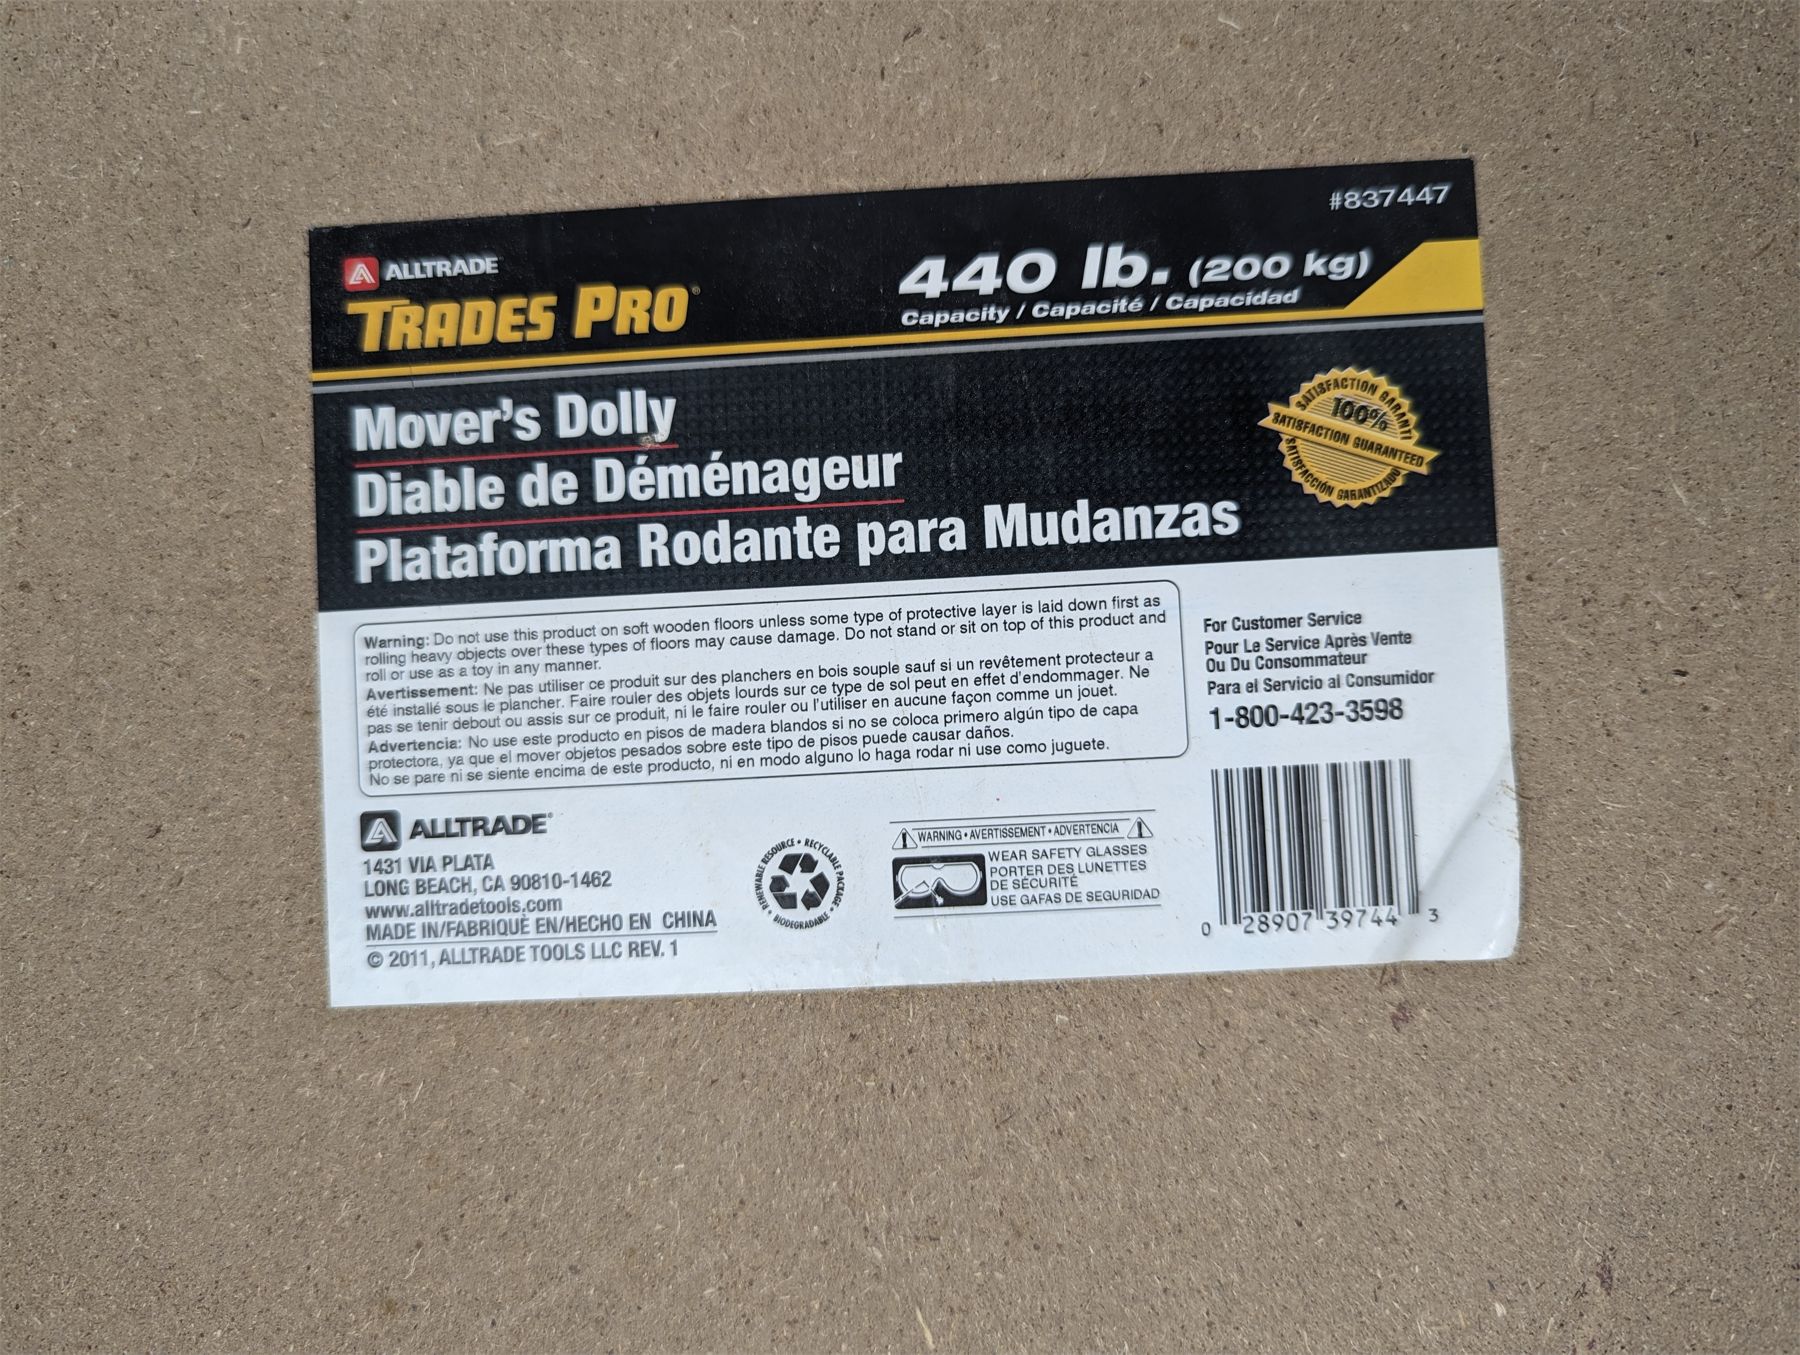 #837447
ALLTRADE
TRADES PRO®
440 lb. (200 kg)
Capacity / Capacité / Capacidad
Mover's Dolly
Diable de Déménageur
Plataforma Rodante para Mudanzas
SATISFACTION GARANTI
100%
SATISFACTION GUARANTEED
SATISFACCIÓN GARANTIZADO
Warning: Do not use this product on soft wooden floors unless some type of protective layer is laid down first as
rolling heavy objects over these types of floors may cause damage. Do not stand or sit on top of this product and
roll or use as a toy in any manner.
Avertissement: Ne pas utiliser ce produit sur des planchers en bois souple sauf si un revêtement protecteur a
été installé sous le plancher. Faire rouler des objets lourds sur ce type de sol peut en effet d'endommager. Ne
pas se tenir debout ou assis sur ce produit, ni le faire rouler ou l'utiliser en aucune façon comme un jouet.
Advertencia: No use este producto en pisos de madera blandos si no se coloca primero algún tipo de capa
protectora, ya que el mover objetos pesados sobre este tipo de pisos puede causar daños.
No se pare ni se siente encima de este producto, ni en modo alguno lo haga rodar ni use como juguete.
For Customer Service
Pour Le Service Après Vente
Ou Du Consommateur
Para el Servicio al Consumidor
1-800-423-3598
ALLTRADE®
1431 VIA PLATA
LONG BEACH, CA 90810-1462
www.alltradetools.com
MADE IN/FABRIQUÈ EN/HECHO EN CHINA
© 2011, ALLTRADE TOOLS LLC REV. 1
RENEWABLE RESOURCE • RECYCLABLE PACKAGE • BIODEGRADABLE •
WARNING • AVERTISSEMENT • ADVERTENCIA
WEAR SAFETY GLASSES
PORTER DES LUNETTES
DE SÉCURITÉ
USE GAFAS DE SEGURIDAD
0 28907 39744 3